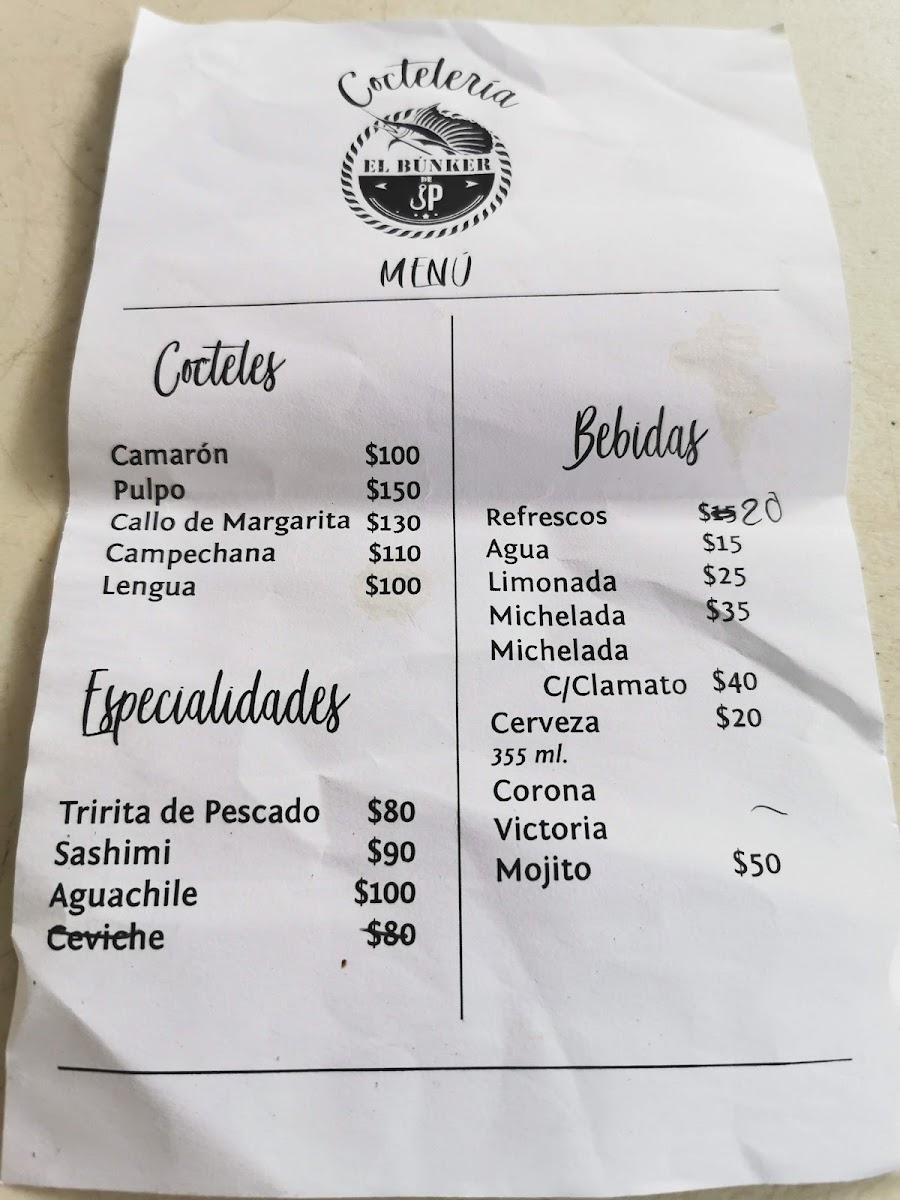 Coctelería
EL BÚNKER
DE
JP
MENÚ
Cocteles
Camarón $100
Pulpo $150
Callo de Margarita $130
Campechana $110
Lengua $100
Especialidades
Tririta de Pescado $80
Sashimi $90
Aguachile $100
Ceviche $80
Bebidas
Refrescos $15 20
Agua $15
Limonada $25
Michelada $35
Michelada
C/Clamato $40
Cerveza $20
355 ml.
Corona
Victoria
Mojito $50